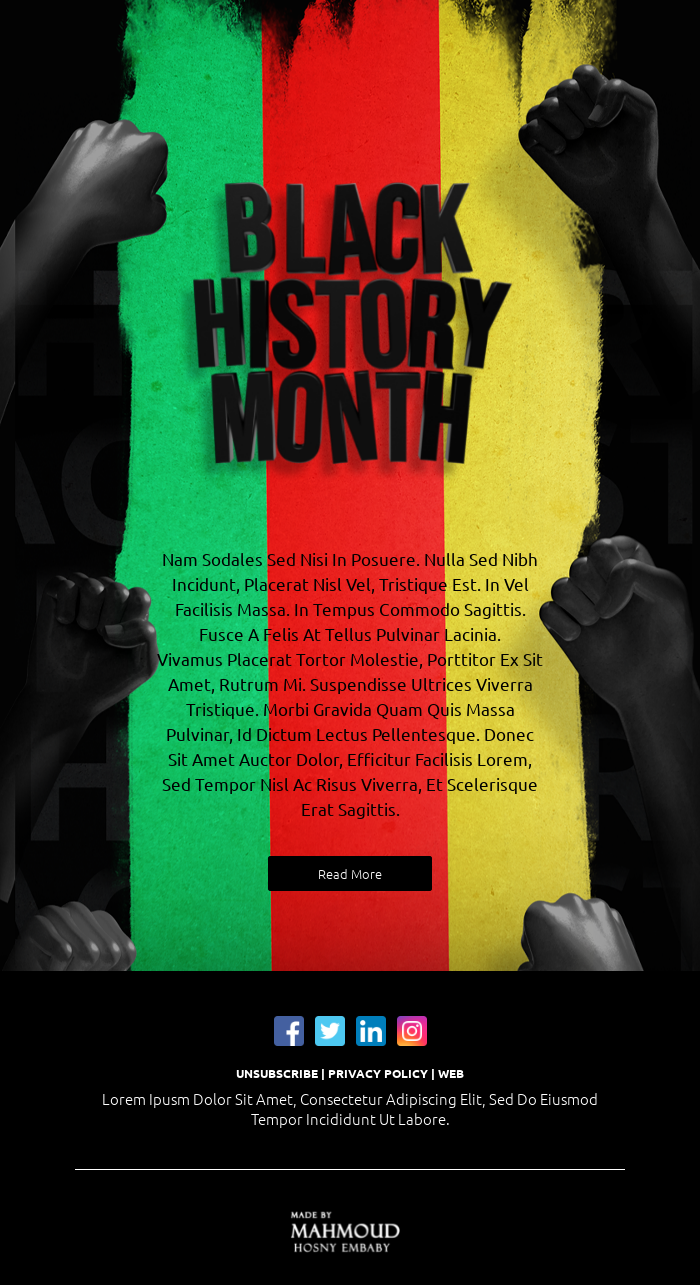 BLACK
HISTORY
MONTH
Nam Sodales Sed Nisi In Posuere. Nulla Sed Nibh
Incidunt, Placerat Nisl Vel, Tristique Est. In Vel
Facilisis Massa. In Tempus Commodo Sagittis.
Fusce A Felis At Tellus Pulvinar Lacinia.
Vivamus Placerat Tortor Molestie, Porttitor Ex Sit
Amet, Rutrum Mi. Suspendisse Ultrices Viverra
Tristique. Morbi Gravida Quam Quis Massa
Pulvinar, Id Dictum Lectus Pellentesque. Donec
Sit Amet Auctor Dolor, Efficitur Facilisis Lorem,
Sed Tempor Nisl Ac Risus Viverra, Et Scelerisque
Erat Sagittis.
Read More
UNSUBSCRIBE | PRIVACY POLICY | WEB
Lorem Ipusm Dolor Sit Amet, Consectetur Adipiscing Elit, Sed Do Eiusmod
Tempor Incididunt Ut Labore.
MADE BY
MAHMOUD
HOSNY EMBABY